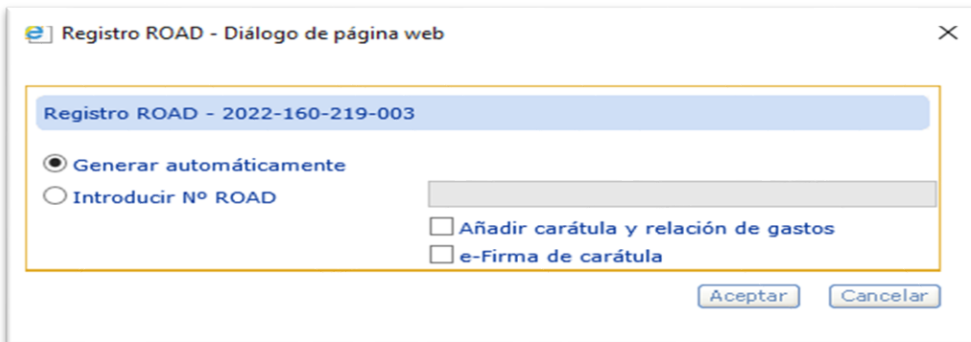 Registro ROAD - Diálogo de página web
Registro ROAD - 2022-160-219-003
Generar automáticamente
Introducir Nº ROAD
Añadir carátula y relación de gastos
e-Firma de carátula
Aceptar Cancelar